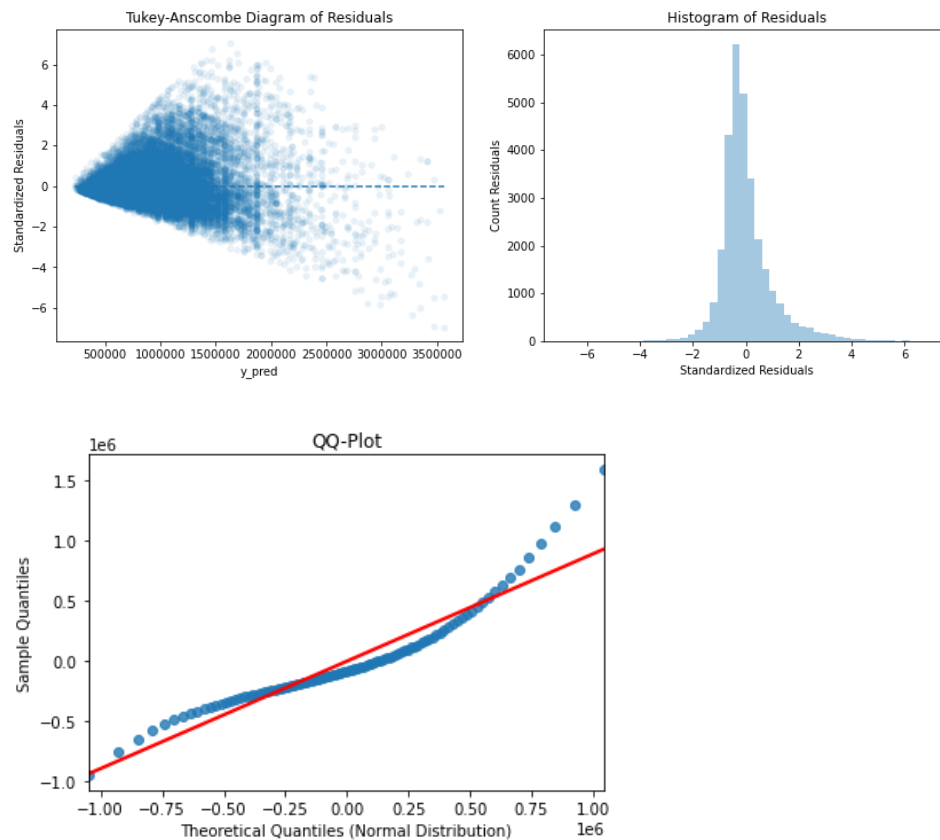 Tukey-Anscombe Diagram of Residuals
Standardized Residuals
6
4
2
0
−2
−4
−6
500000 1000000 1500000 2000000 2500000 3000000 3500000
y_pred
Histogram of Residuals
Count Residuals
6000
5000
4000
3000
2000
1000
0
−6 −4 −2 0 2 4 6
Standardized Residuals
QQ-Plot
1e6
Sample Quantiles
1.5
1.0
0.5
0.0
−0.5
−1.0
−1.00 −0.75 −0.50 −0.25 0.00 0.25 0.50 0.75 1.00
Theoretical Quantiles (Normal Distribution)
1e6